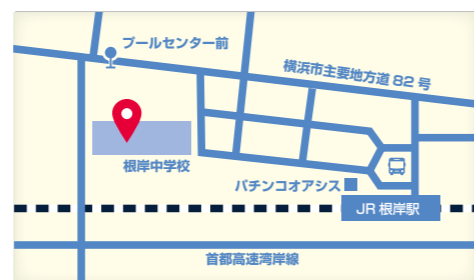 プールセンター前
横浜市主要地方道 82 号
根岸中学校
パチンコオアシス
JR 根岸駅
首都高速湾岸線